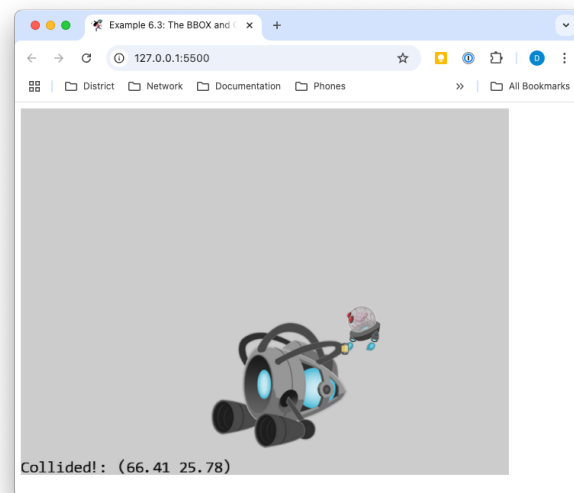 Example 6.3: The BBOX and
127.0.0.1:5500
D
District
Network
Documentation
Phones
All Bookmarks
Collided!: (66.41 25.78)